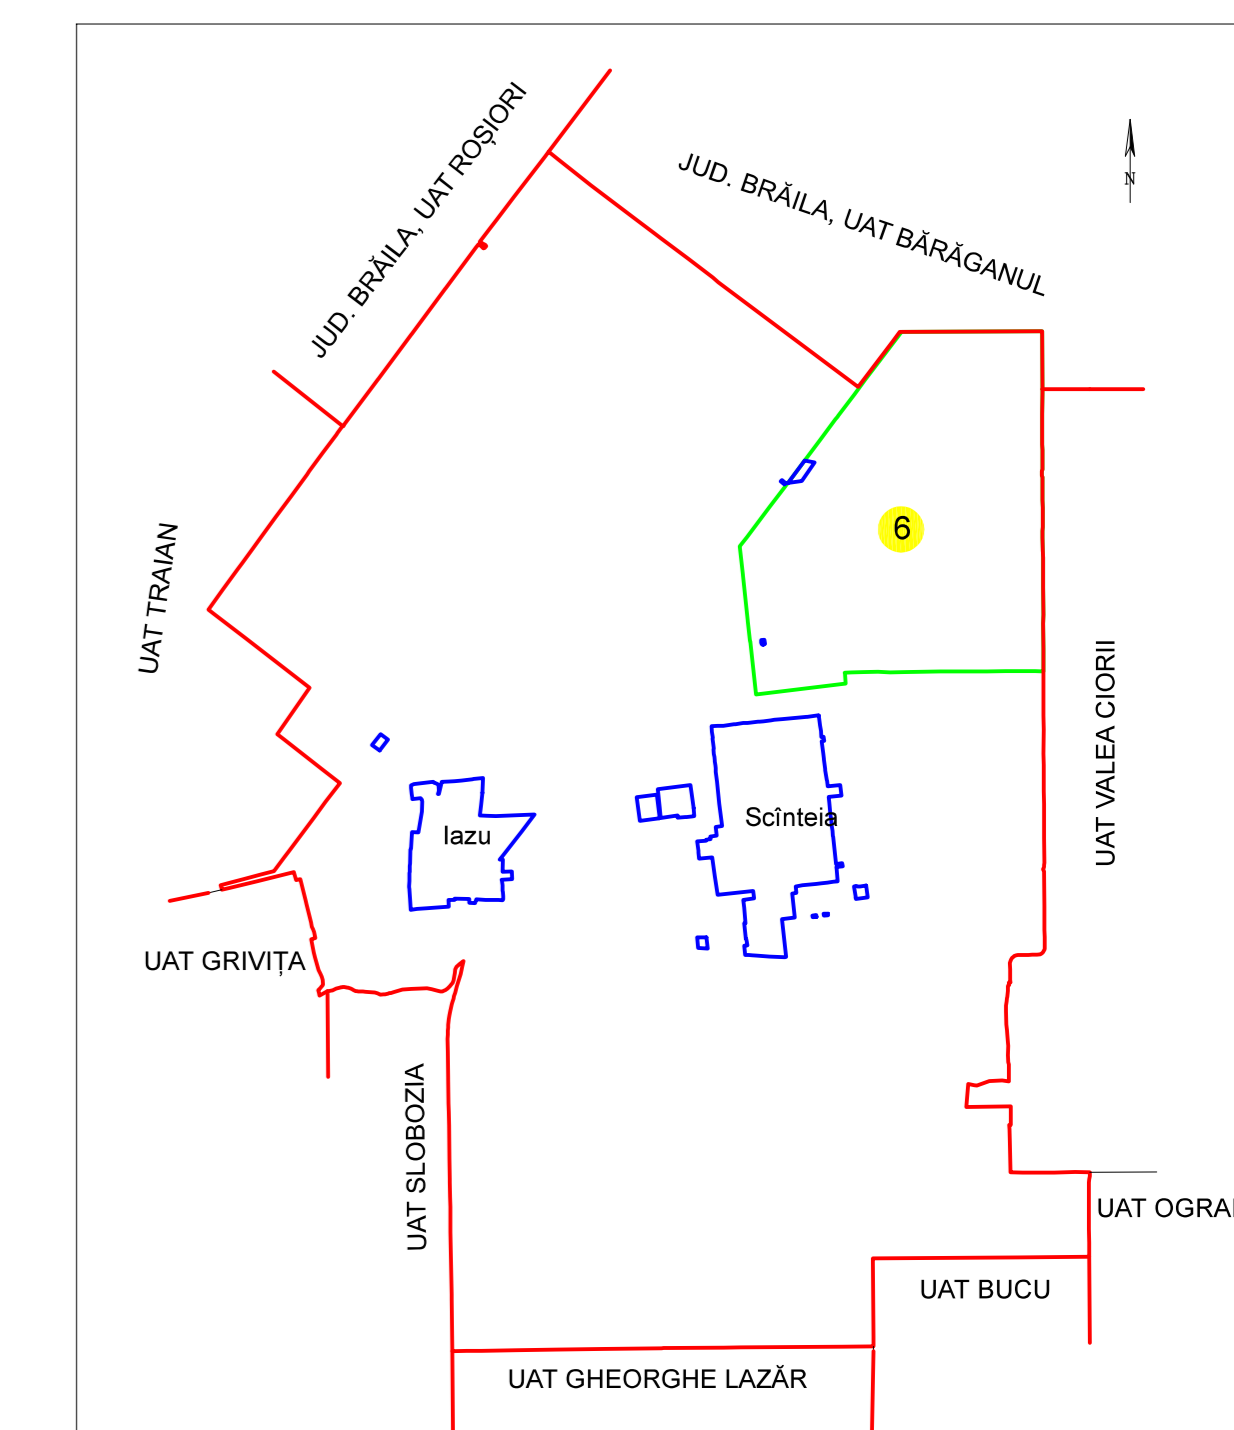 JUD. BRĂILA, UAT ROȘIORI
JUD. BRĂILA, UAT BĂRĂGANUL
N
6
UAT TRAIAN
UAT VALEA CIORII
Scînteia
Iazu
UAT GRIVIȚA
UAT SLOBOZIA
UAT BUCU
UAT GHEORGHE LAZĂR